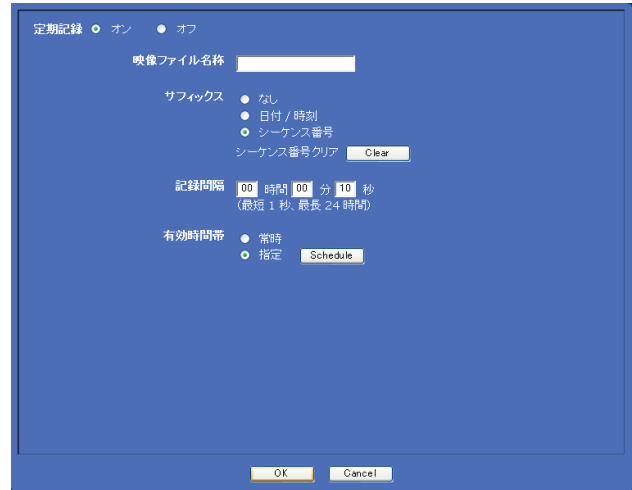 定期記録 オン オフ
映像ファイル名称
サフィックス なし
日付 / 時刻
シーケンス番号
シーケンス番号クリア Clear
記録間隔 00 時間 00 分 10 秒
(最短 1 秒、最長 24 時間)
有効時間帯 常時
指定 Schedule
OK Cancel